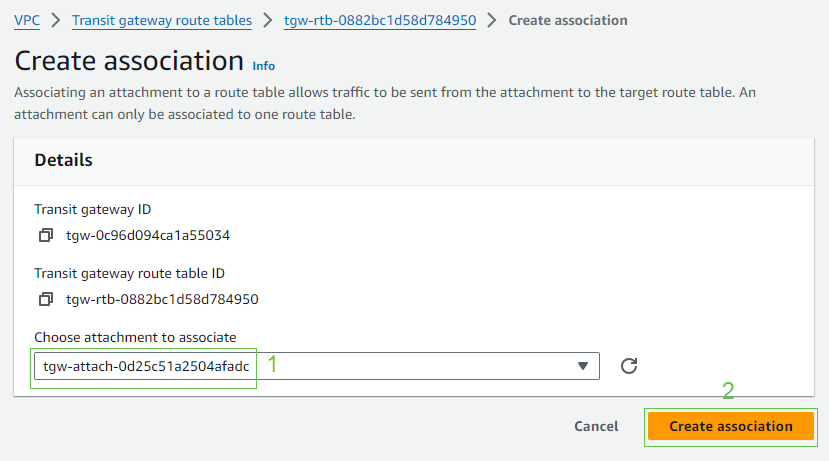 VPC > Transit gateway route tables > tgw-rtb-0882bc1d58d784950 > Create association
Create association Info
Associating an attachment to a route table allows traffic to be sent from the attachment to the target route table. An
attachment can only be associated to one route table.
Details
Transit gateway ID
tgw-0c96d094ca1a55034
Transit gateway route table ID
tgw-rtb-0882bc1d58d784950
Choose attachment to associate
tgw-attach-0d25c51a2504afadc 1
2
Cancel Create association